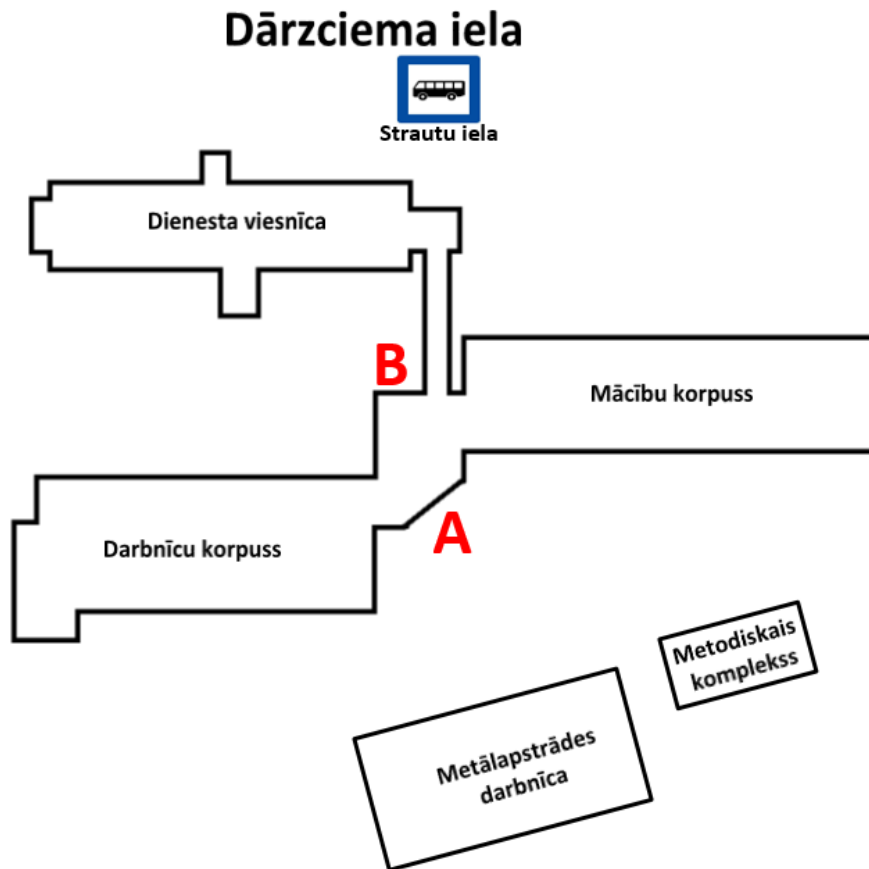 Dārzciema iela
Strautu iela
Dienesta viesnīca
B
Mācību korpuss
Darbnīcu korpuss
A
Metodiskais
komplekss
Metālapstrādes
darbnīca